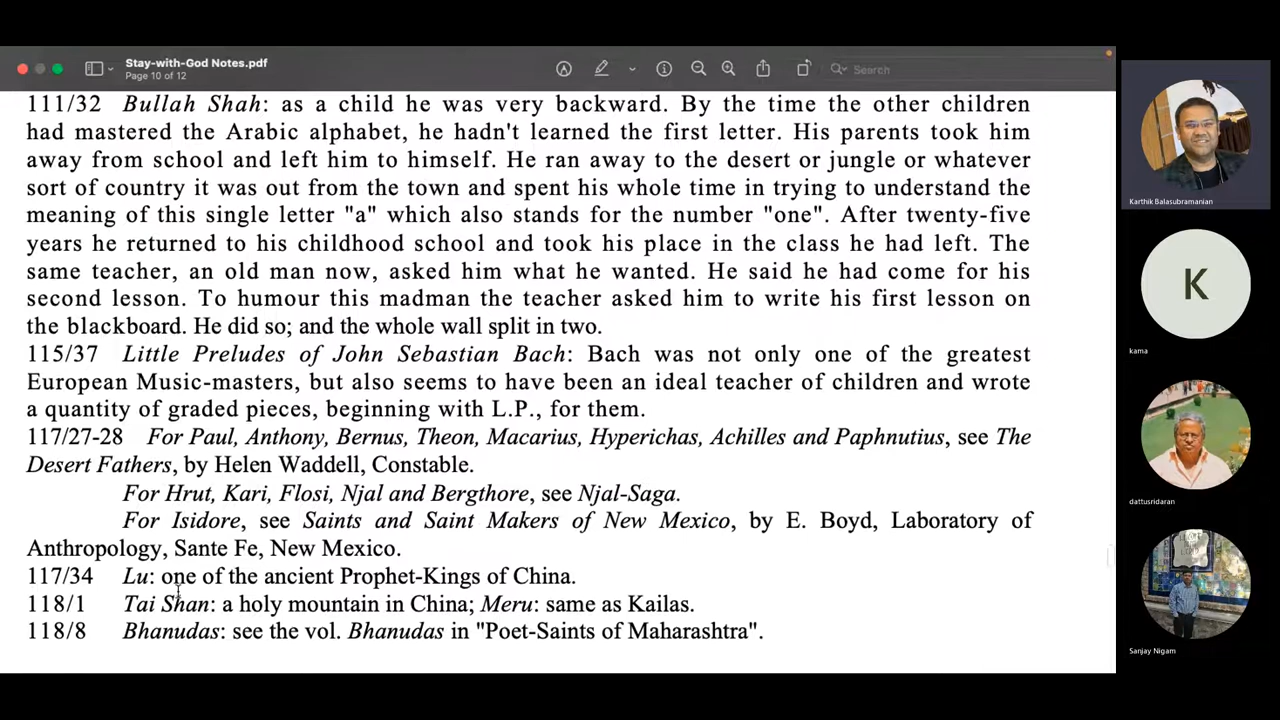 Stay-with-God Notes.pdf
Page 10 of 12
Search
111/32 Bullah Shah: as a child he was very backward. By the time the other children
had mastered the Arabic alphabet, he hadn't learned the first letter. His parents took him
away from school and left him to himself. He ran away to the desert or jungle or whatever
sort of country it was out from the town and spent his whole time in trying to understand the
meaning of this single letter "a" which also stands for the number "one". After twenty-five
years he returned to his childhood school and took his place in the class he had left. The
same teacher, an old man now, asked him what he wanted. He said he had come for his
second lesson. To humour this madman the teacher asked him to write his first lesson on
the blackboard. He did so; and the whole wall split in two.
115/37 Little Preludes of John Sebastian Bach: Bach was not only one of the greatest
European Music-masters, but also seems to have been an ideal teacher of children and wrote
a quantity of graded pieces, beginning with L.P., for them.
117/27-28 For Paul, Anthony, Bernus, Theon, Macarius, Hyperichas, Achilles and Paphnutius, see The
Desert Fathers, by Helen Waddell, Constable.
For Hrut, Kari, Flosi, Njal and Bergthore, see Njal-Saga.
For Isidore, see Saints and Saint Makers of New Mexico, by E. Boyd, Laboratory of
Anthropology, Sante Fe, New Mexico.
117/34 Lu: one of the ancient Prophet-Kings of China.
118/1 Tai Shan: a holy mountain in China; Meru: same as Kailas.
118/8 Bhanudas: see the vol. Bhanudas in "Poet-Saints of Maharashtra".
Karthik Balasubramanian
K
kama
dattusridaran
Sanjay Nigam